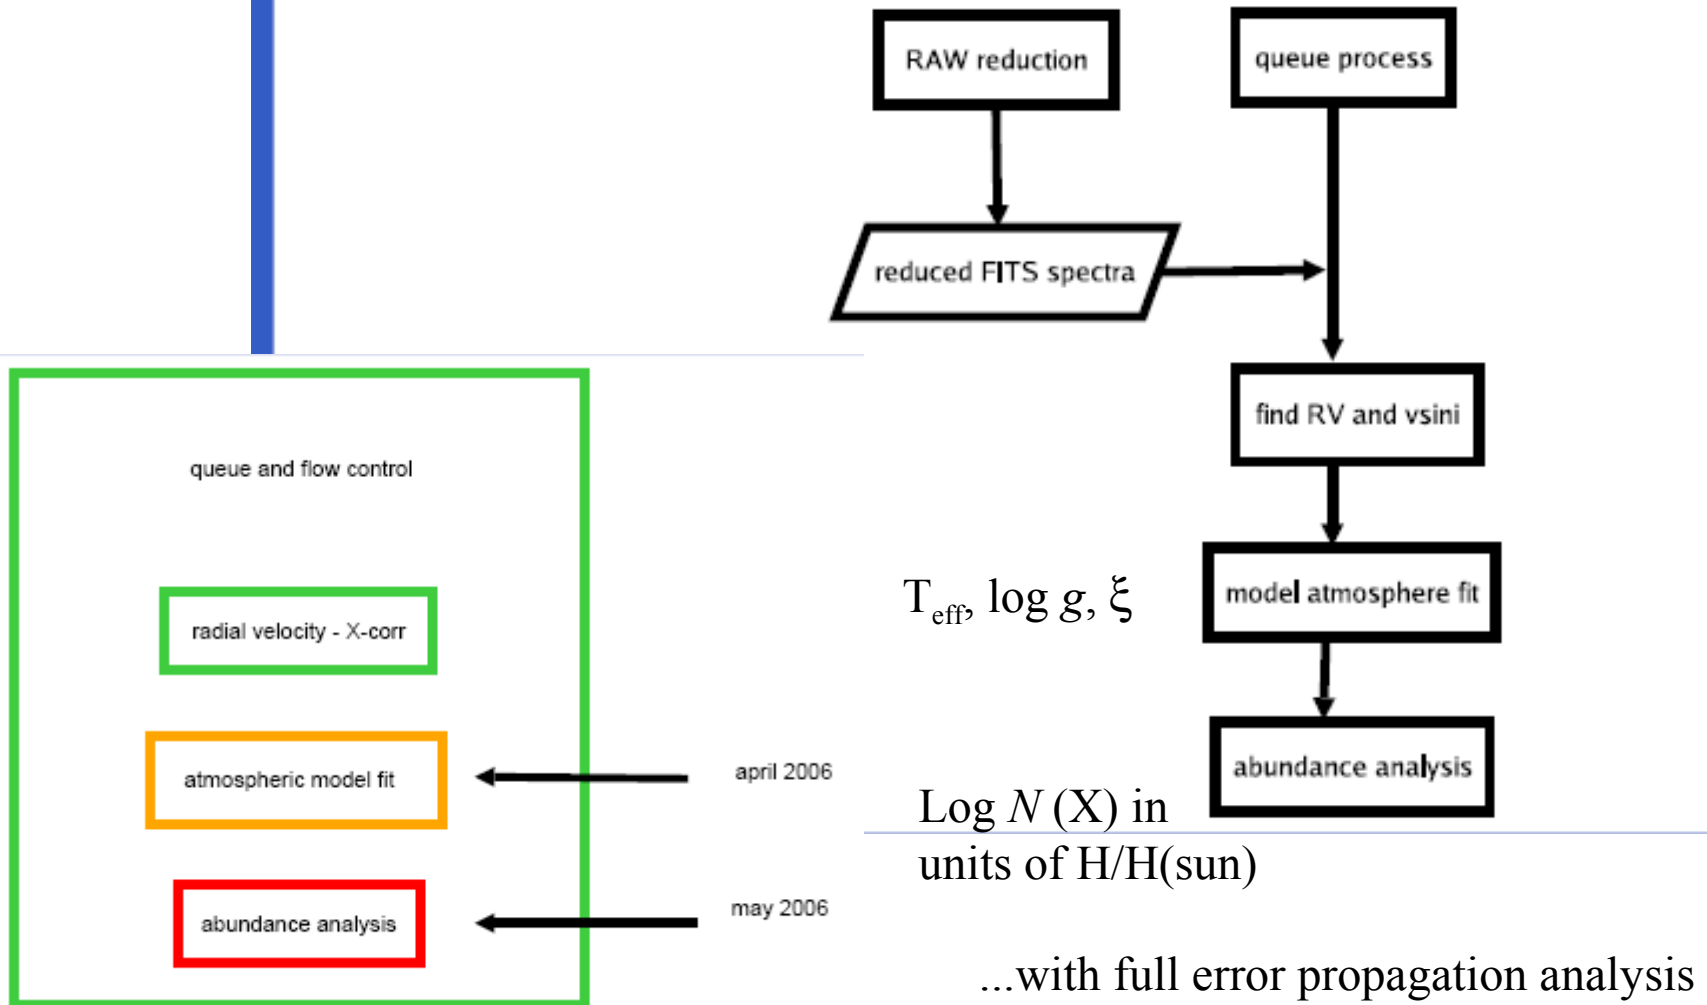 RAW reduction
queue process
reduced FITS spectra
find RV and vsini
T_eff, log g, ξ
model atmosphere fit
abundance analysis
Log N (X) in
units of H/H(sun)
...with full error propagation analysis
queue and flow control
radial velocity - X-corr
atmospheric model fit
april 2006
abundance analysis
may 2006